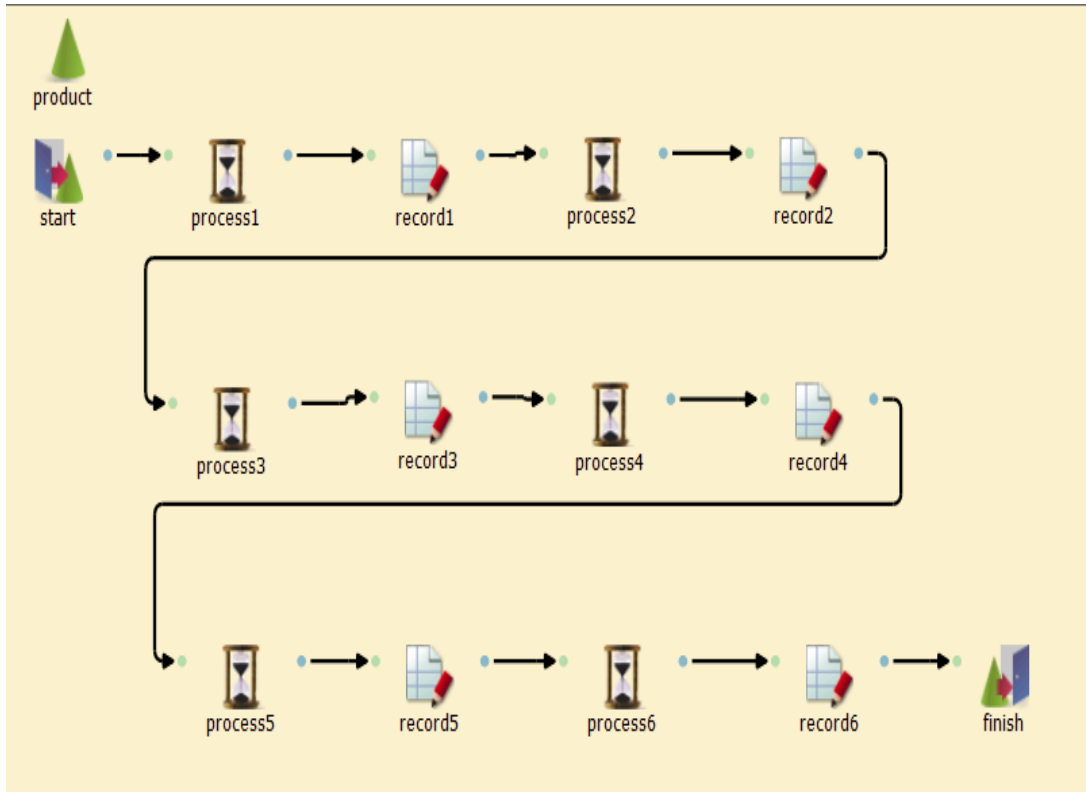 product
start
process1
record1
process2
record2
process3
record3
process4
record4
process5
record5
process6
record6
finish